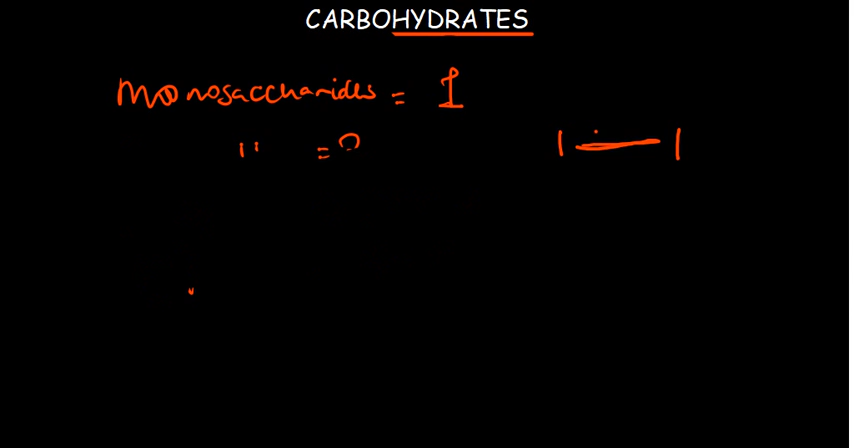 CARBOHYDRATES
Monosaccharides = 1
" =